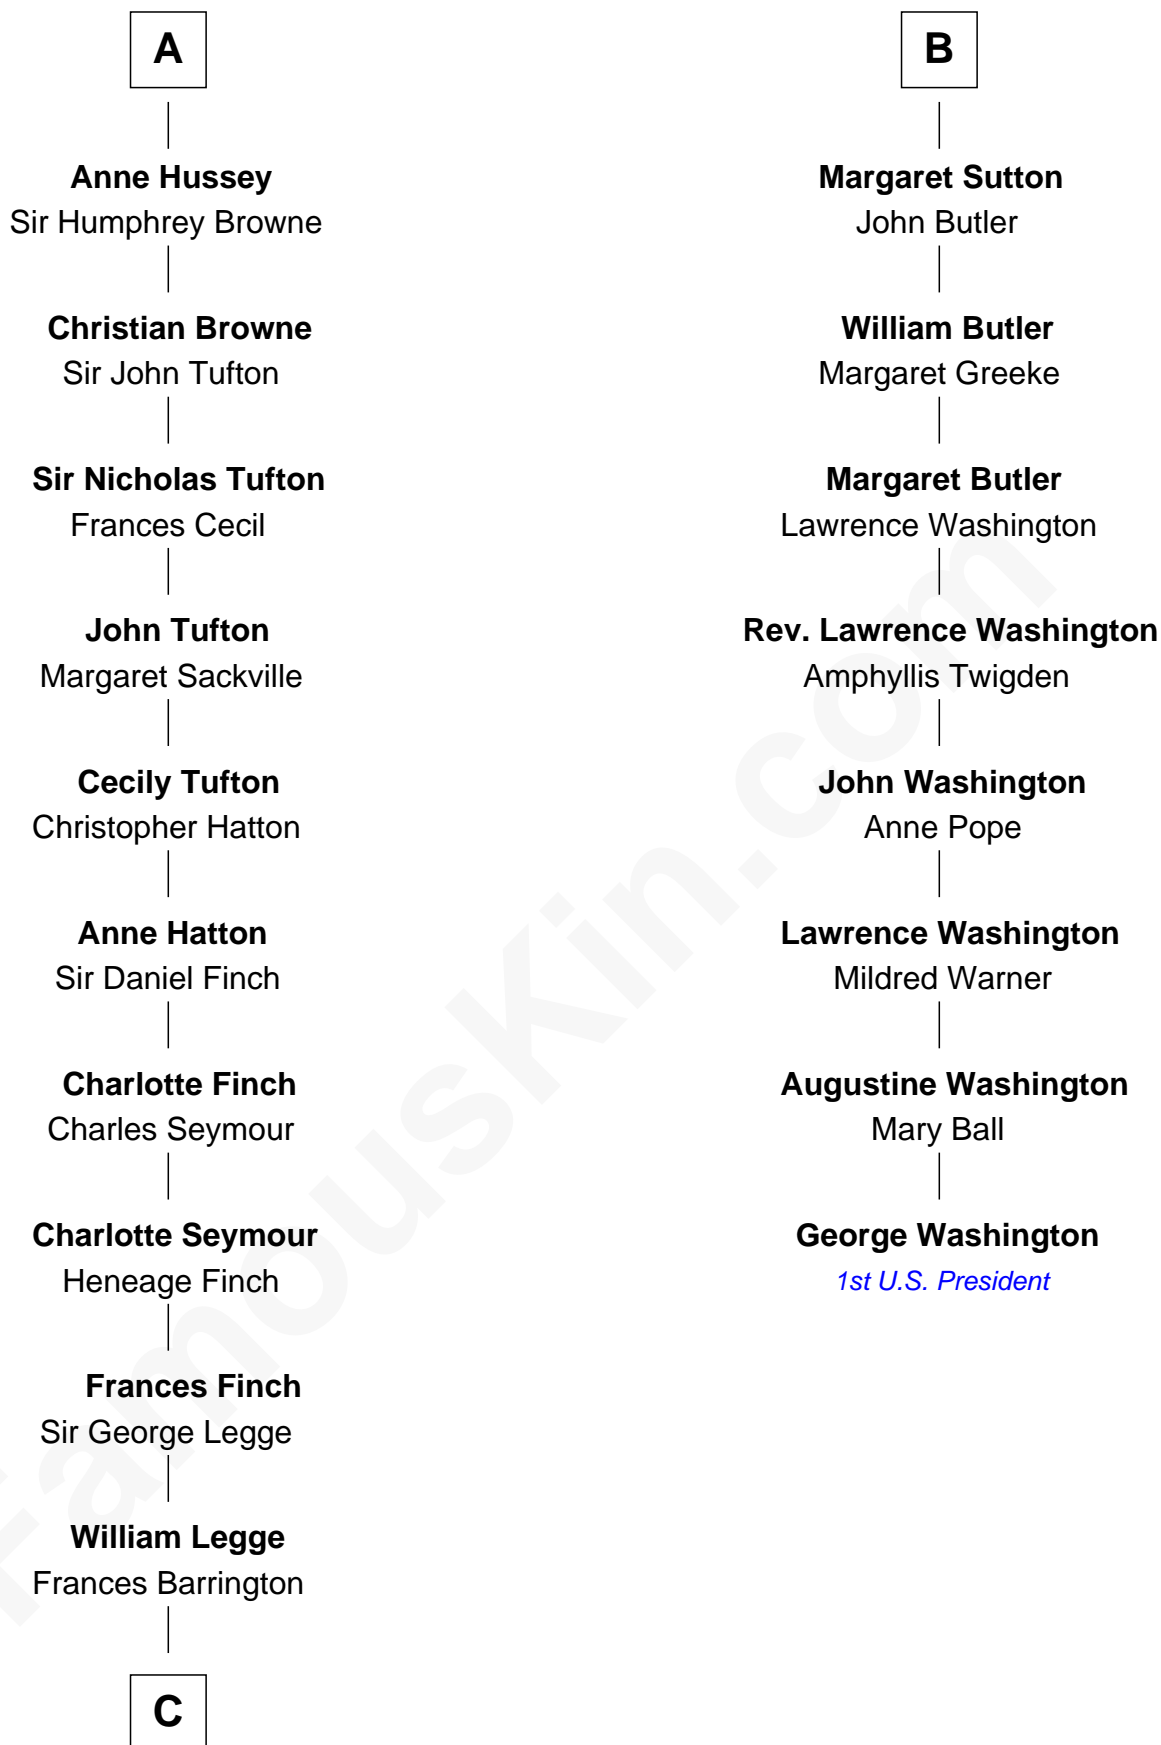 A
Anne Hussey
Sir Humphrey Browne
Christian Browne
Sir John Tufton
Sir Nicholas Tufton
Frances Cecil
John Tufton
Margaret Sackville
Cecily Tufton
Christopher Hatton
Anne Hatton
Sir Daniel Finch
Charlotte Finch
Charles Seymour
Charlotte Seymour
Heneage Finch
Frances Finch
Sir George Legge
William Legge
Frances Barrington
C
B
Margaret Sutton
John Butler
William Butler
Margaret Greeke
Margaret Butler
Lawrence Washington
Rev. Lawrence Washington
Amphyllis Twigden
John Washington
Anne Pope
Lawrence Washington
Mildred Warner
Augustine Washington
Mary Ball
George Washington
1st U.S. President
FamousKin.com